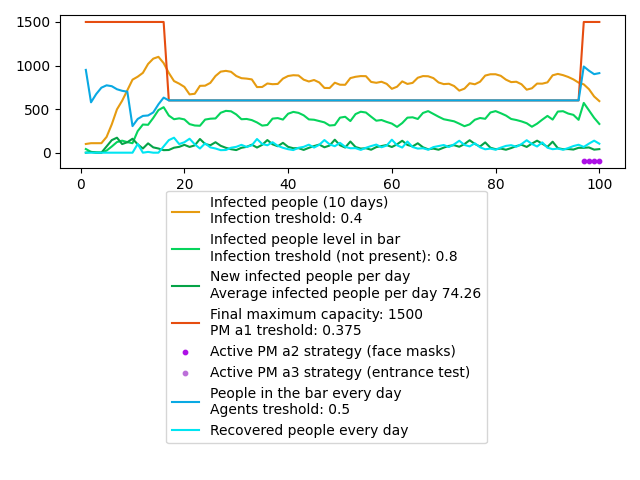 1500
1000
500
0
0
20
40
60
80
100
Infected people (10 days)
Infection treshold: 0.4
Infected people level in bar
Infection treshold (not present): 0.8
New infected people per day
Average infected people per day 74.26
Final maximum capacity: 1500
PM a1 treshold: 0.375
Active PM a2 strategy (face masks)
Active PM a3 strategy (entrance test)
People in the bar every day
Agents treshold: 0.5
Recovered people every day